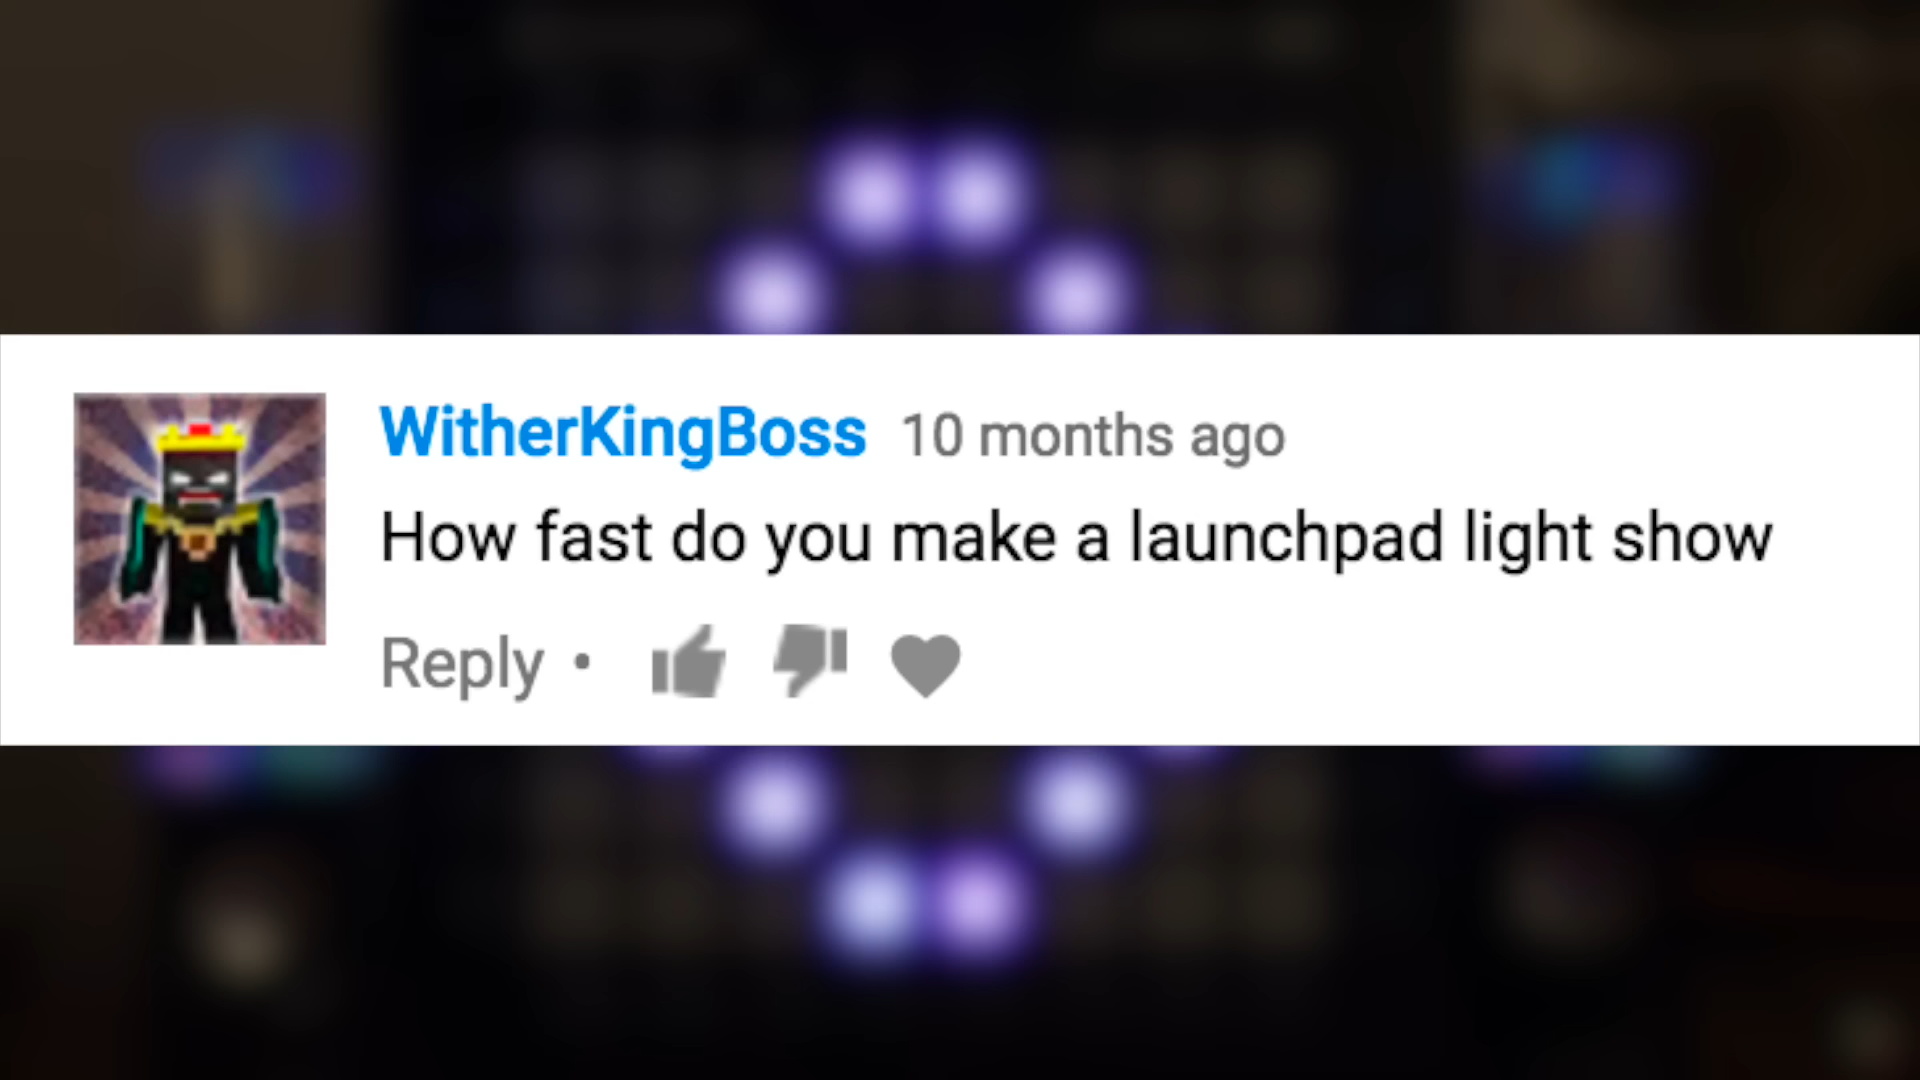 WitherKingBoss 10 months ago
How fast do you make a launchpad light show
Reply •